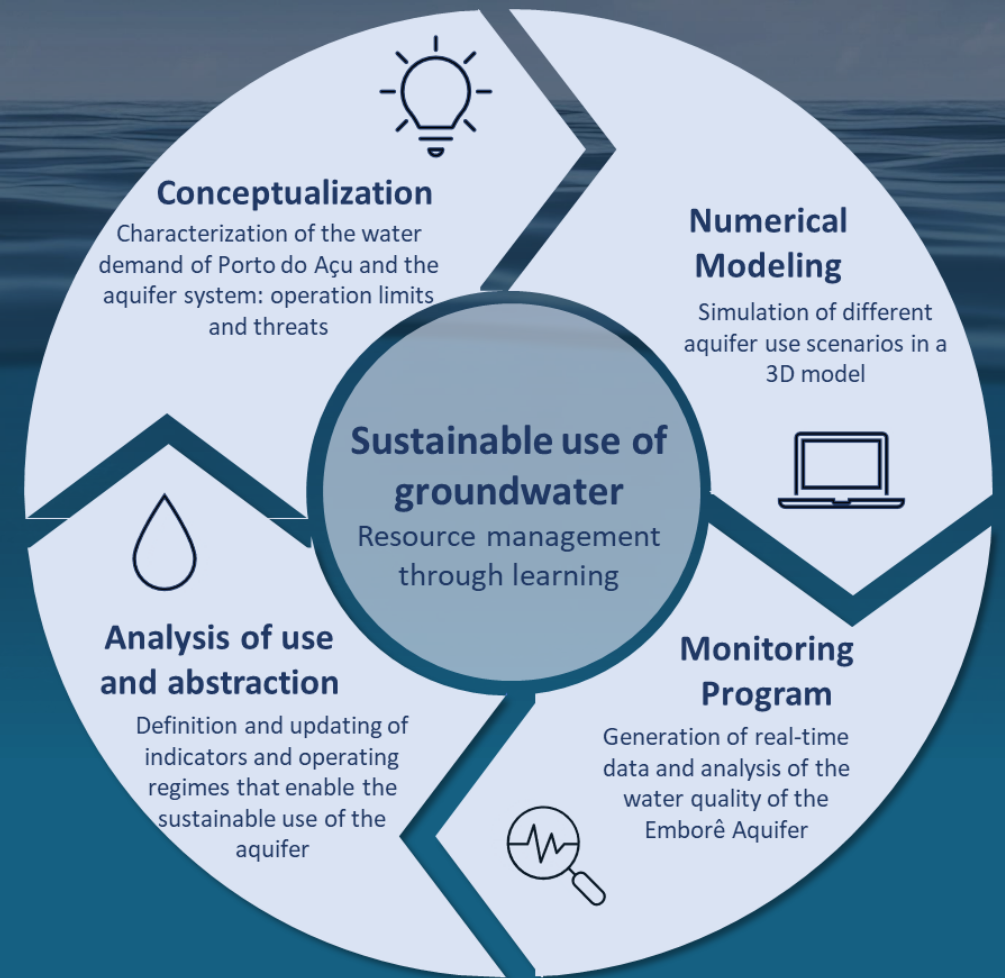 Conceptualization
Characterization of the water
demand of Porto do Açu and the
aquifer system: operation limits
and threats
Numerical
Modeling
Simulation of different
aquifer use scenarios in a
3D model
Sustainable use of
groundwater
Resource management
through learning
Monitoring
Program
Generation of real-time
data and analysis of the
water quality of the
Emborê Aquifer
Analysis of use
and abstraction
Definition and updating of
indicators and operating
regimes that enable the
sustainable use of the
aquifer